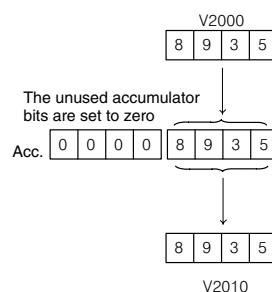 V2000
8 9 3 5
The unused accumulator
bits are set to zero
Acc. 0 0 0 0 8 9 3 5
8 9 3 5
V2010